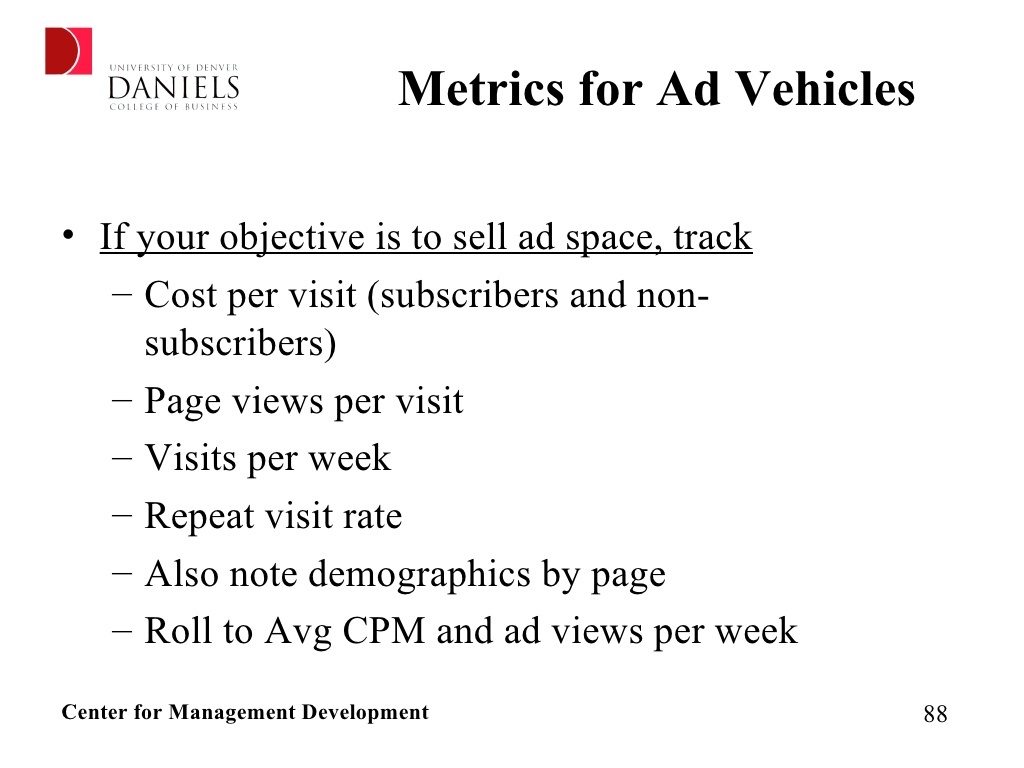 UNIVERSITY OF DENVER
DANIELS
COLLEGE OF BUSINESS
Metrics for Ad Vehicles
• If your objective is to sell ad space, track
– Cost per visit (subscribers and non-
subscribers)
– Page views per visit
– Visits per week
– Repeat visit rate
– Also note demographics by page
– Roll to Avg CPM and ad views per week
Center for Management Development
88